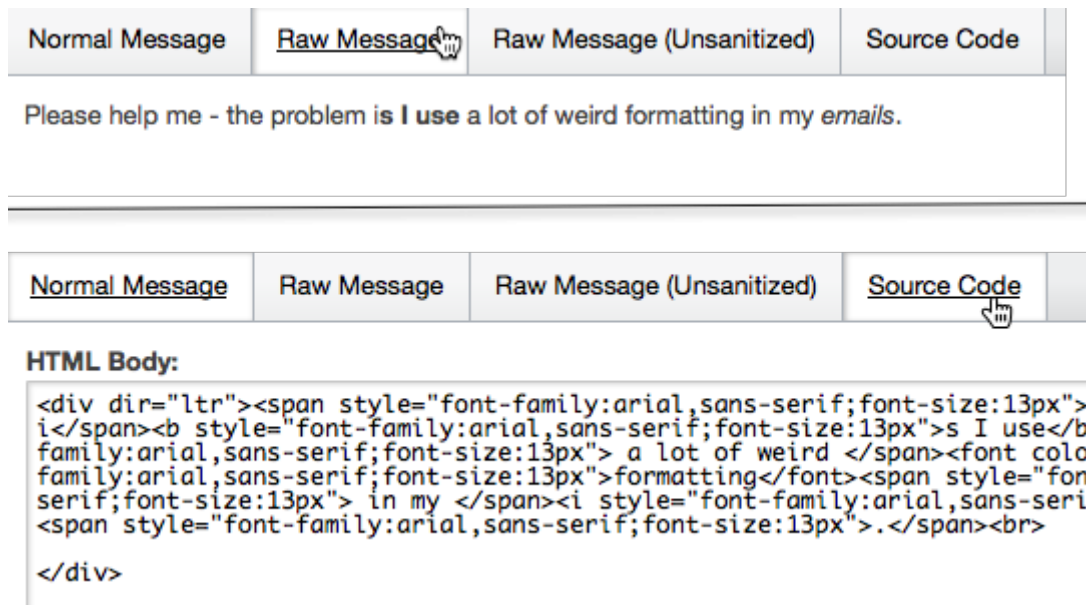 Normal Message Raw Message Raw Message (Unsanitized) Source Code
Please help me - the problem is I use a lot of weird formatting in my emails.
Normal Message Raw Message Raw Message (Unsanitized) Source Code
HTML Body:
<div dir="ltr"><span style="font-family:arial,sans-serif;font-size:13px">
i</span><b style="font-family:arial,sans-serif;font-size:13px">s I use</b
family:arial,sans-serif;font-size:13px"> a lot of weird </span><font colo
family:arial,sans-serif;font-size:13px">formatting</font><span style="fon
serif;font-size:13px"> in my </span><i style="font-family:arial,sans-seri
<span style="font-family:arial,sans-serif;font-size:13px">.</span><br>
</div>